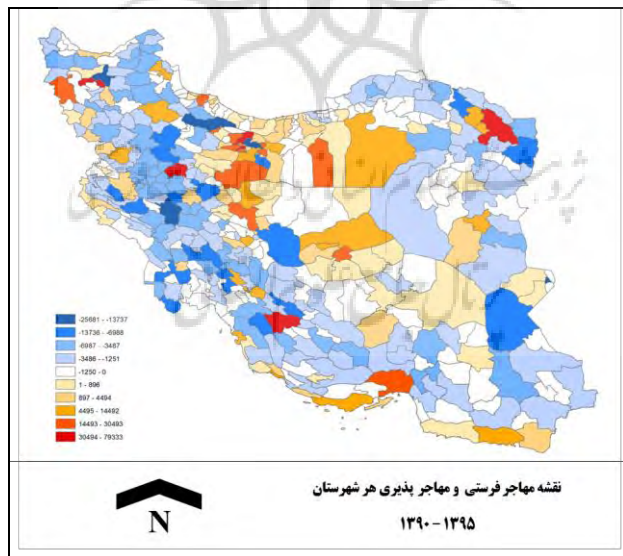 -25681 - -13737
-13736 - -6988
-6987 - -3487
-3486 - -1251
-1250 - 0
1 - 896
897 - 4494
4495 - 14492
14493 - 30493
30494 - 79333
نقشه مهاجر فرستی و مهاجر پذیری هر شهرستان
۱۳۹۰-۱۳۹۵
N